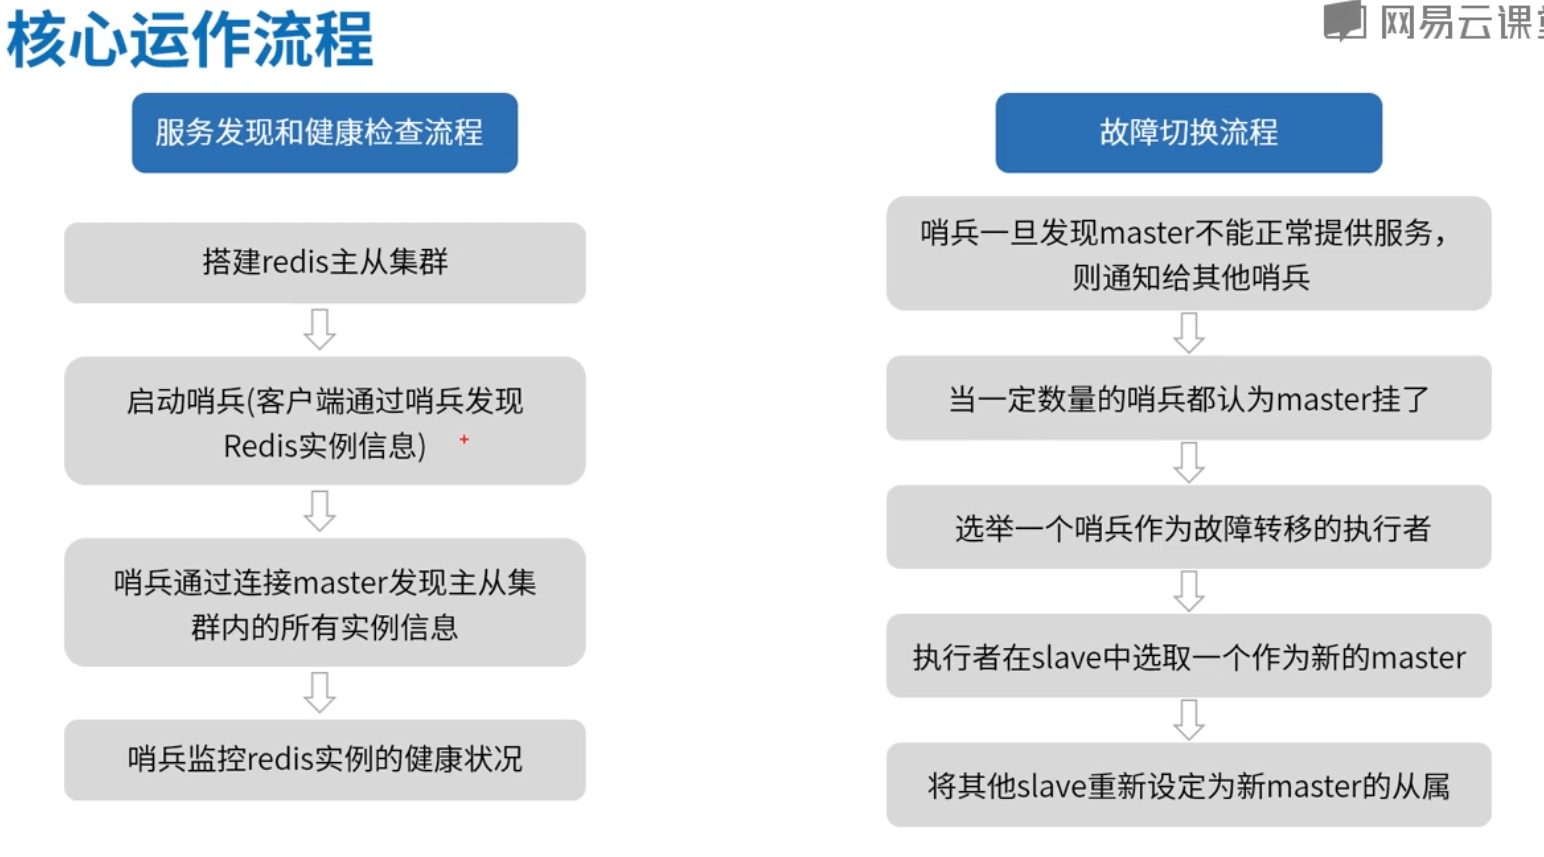 核心运作流程
网易云课堂
服务发现和健康检查流程
搭建redis主从集群
启动哨兵(客户端通过哨兵发现
Redis实例信息)
哨兵通过连接master发现主从集
群内的所有实例信息
哨兵监控redis实例的健康状况
故障切换流程
哨兵一旦发现master不能正常提供服务，
则通知给其他哨兵
当一定数量的哨兵都认为master挂了
选举一个哨兵作为故障转移的执行者
执行者在slave中选取一个作为新的master
将其他slave重新设定为新master的从属